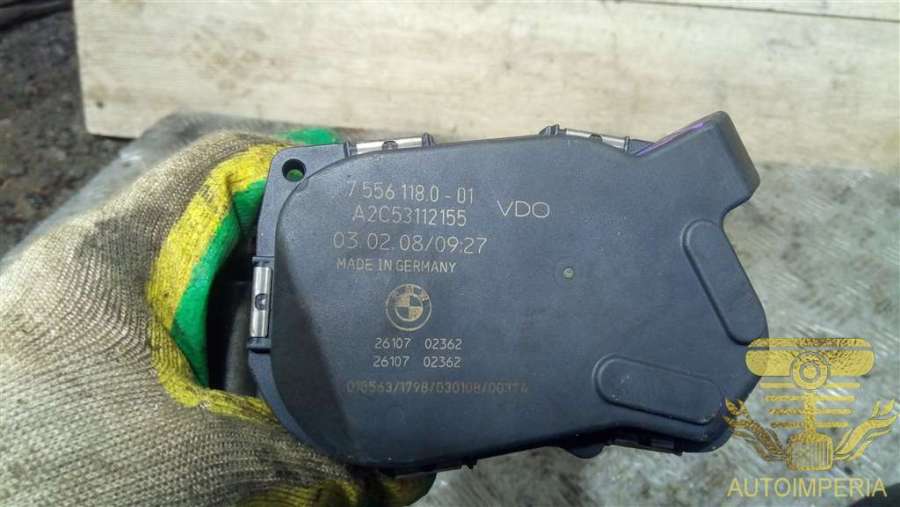 7 556 118.0 - 01
A2C53112155
VDO
03.02.08/09:27
MADE IN GERMANY
BMW
26107 02362
26107 02362
AUTOIMPERIA